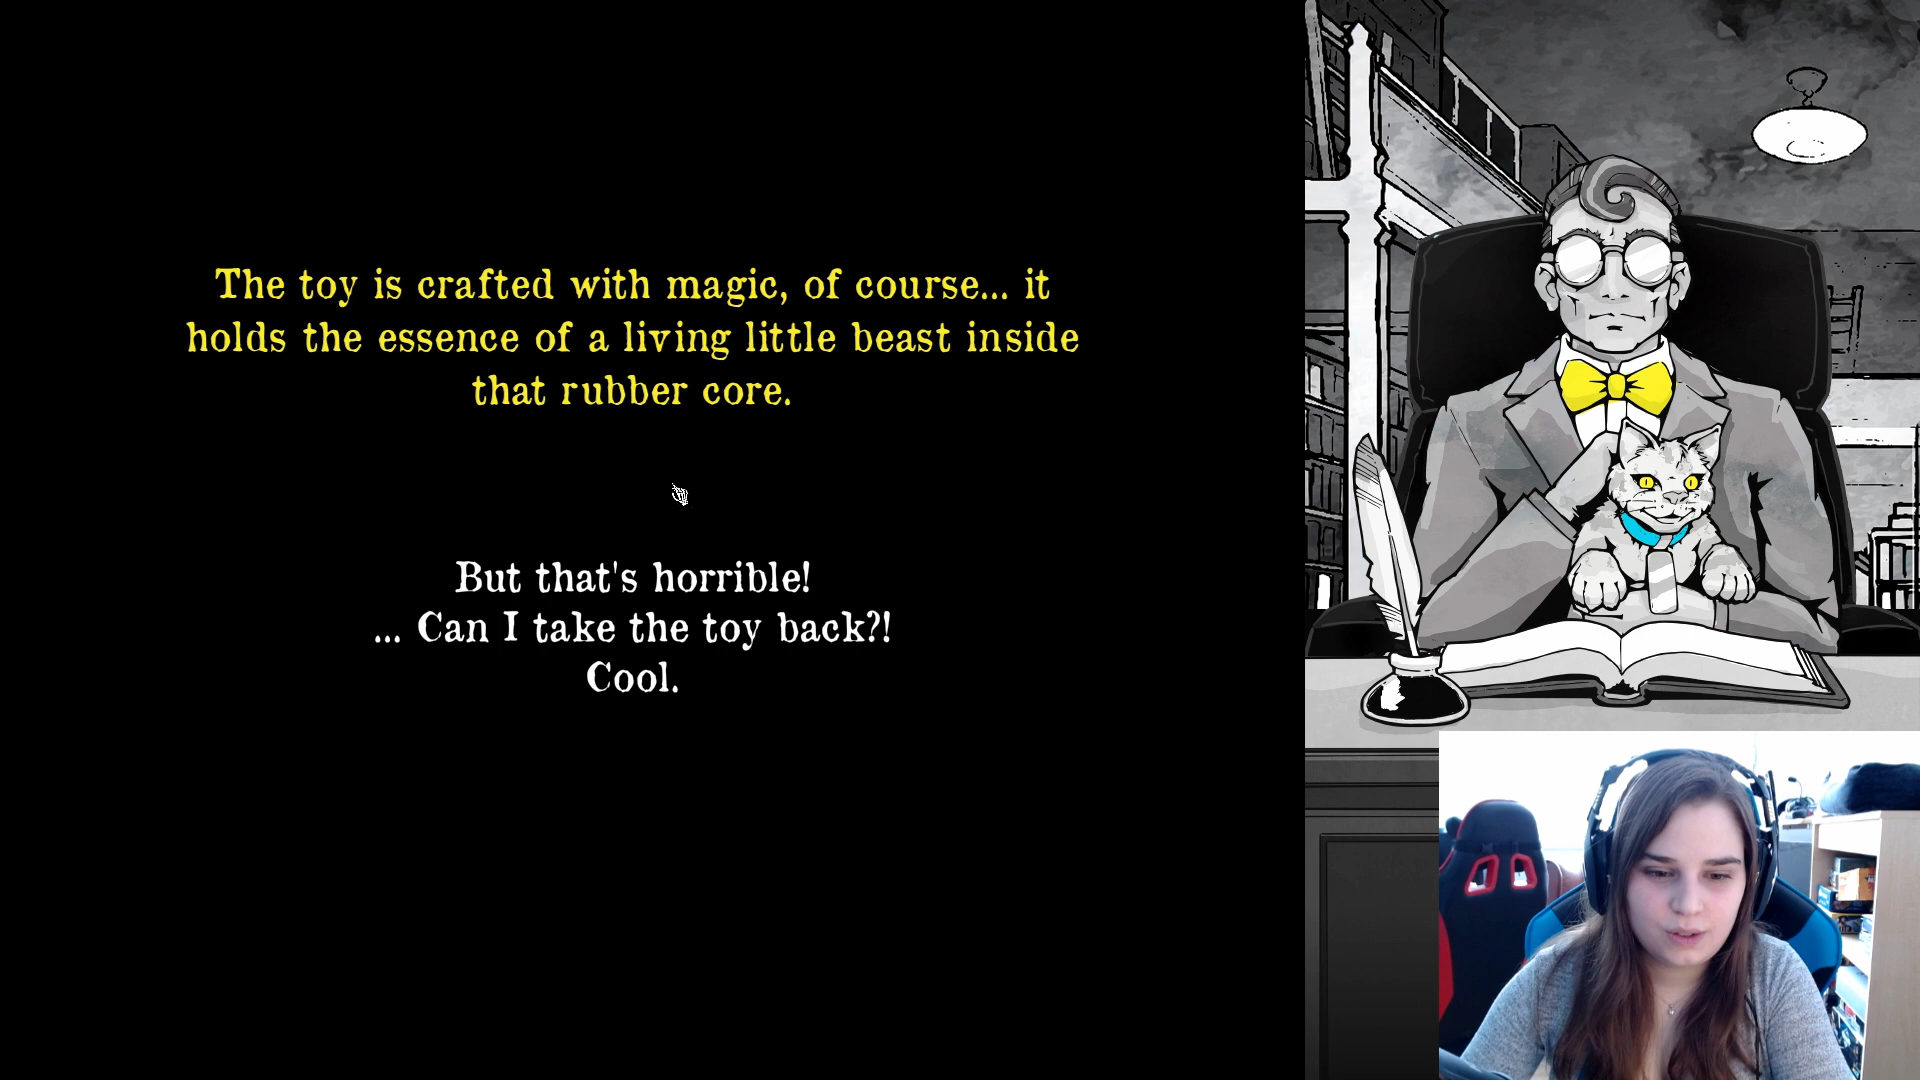 The toy is crafted with magic, of course... it
holds the essence of a living little beast inside
that rubber core.
But that's horrible!
... Can I take the toy back?!
Cool.